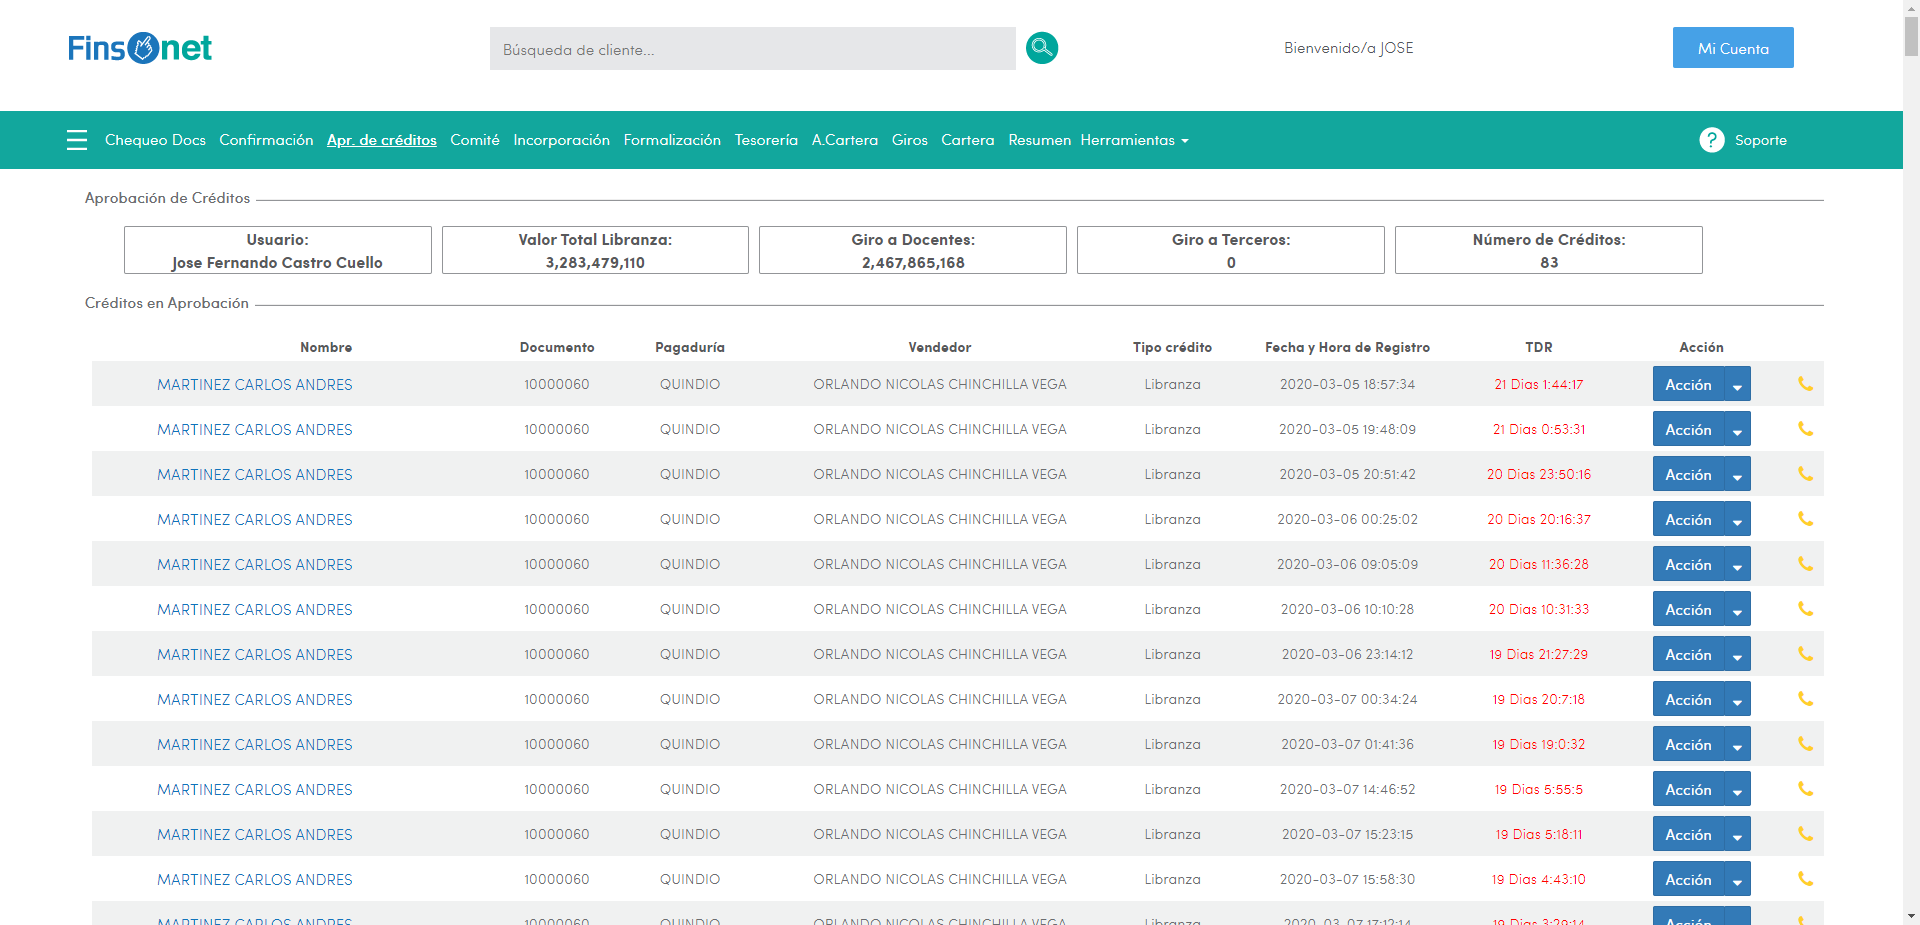 Finsonet
Búsqueda de cliente...
Bienvenido/a JOSE
Mi Cuenta
Chequeo Docs Confirmación Apr. de créditos Comité Incorporación Formalización Tesorería A.Cartera Giros Cartera Resumen Herramientas
? Soporte
Aprobación de Créditos
Usuario:
Jose Fernando Castro Cuello
Valor Total Libranza:
3,283,479,110
Giro a Docentes:
2,467,865,168
Giro a Terceros:
0
Número de Créditos:
83
Créditos en Aprobación
Nombre Documento Pagaduría Vendedor Tipo crédito Fecha y Hora de Registro TDR Acción
MARTINEZ CARLOS ANDRES 10000060 QUINDIO ORLANDO NICOLAS CHINCHILLA VEGA Libranza 2020-03-05 18:57:34 21 Dias 1:44:17 Acción
MARTINEZ CARLOS ANDRES 10000060 QUINDIO ORLANDO NICOLAS CHINCHILLA VEGA Libranza 2020-03-05 19:48:09 21 Dias 0:53:31 Acción
MARTINEZ CARLOS ANDRES 10000060 QUINDIO ORLANDO NICOLAS CHINCHILLA VEGA Libranza 2020-03-05 20:51:42 20 Dias 23:50:16 Acción
MARTINEZ CARLOS ANDRES 10000060 QUINDIO ORLANDO NICOLAS CHINCHILLA VEGA Libranza 2020-03-06 00:25:02 20 Dias 20:16:37 Acción
MARTINEZ CARLOS ANDRES 10000060 QUINDIO ORLANDO NICOLAS CHINCHILLA VEGA Libranza 2020-03-06 09:05:09 20 Dias 11:36:28 Acción
MARTINEZ CARLOS ANDRES 10000060 QUINDIO ORLANDO NICOLAS CHINCHILLA VEGA Libranza 2020-03-06 10:10:28 20 Dias 10:31:33 Acción
MARTINEZ CARLOS ANDRES 10000060 QUINDIO ORLANDO NICOLAS CHINCHILLA VEGA Libranza 2020-03-06 23:14:12 19 Dias 21:27:29 Acción
MARTINEZ CARLOS ANDRES 10000060 QUINDIO ORLANDO NICOLAS CHINCHILLA VEGA Libranza 2020-03-07 00:34:24 19 Dias 20:7:18 Acción
MARTINEZ CARLOS ANDRES 10000060 QUINDIO ORLANDO NICOLAS CHINCHILLA VEGA Libranza 2020-03-07 01:41:36 19 Dias 19:0:32 Acción
MARTINEZ CARLOS ANDRES 10000060 QUINDIO ORLANDO NICOLAS CHINCHILLA VEGA Libranza 2020-03-07 14:46:52 19 Dias 5:55:5 Acción
MARTINEZ CARLOS ANDRES 10000060 QUINDIO ORLANDO NICOLAS CHINCHILLA VEGA Libranza 2020-03-07 15:23:15 19 Dias 5:18:11 Acción
MARTINEZ CARLOS ANDRES 10000060 QUINDIO ORLANDO NICOLAS CHINCHILLA VEGA Libranza 2020-03-07 15:58:30 19 Dias 4:43:10 Acción
MARTINEZ CARLOS ANDRES 10000060 QUINDIO ORLANDO NICOLAS CHINCHILLA VEGA Libranza 2020-03-07 17:12:14 19 Dias 3:29:14 Acción